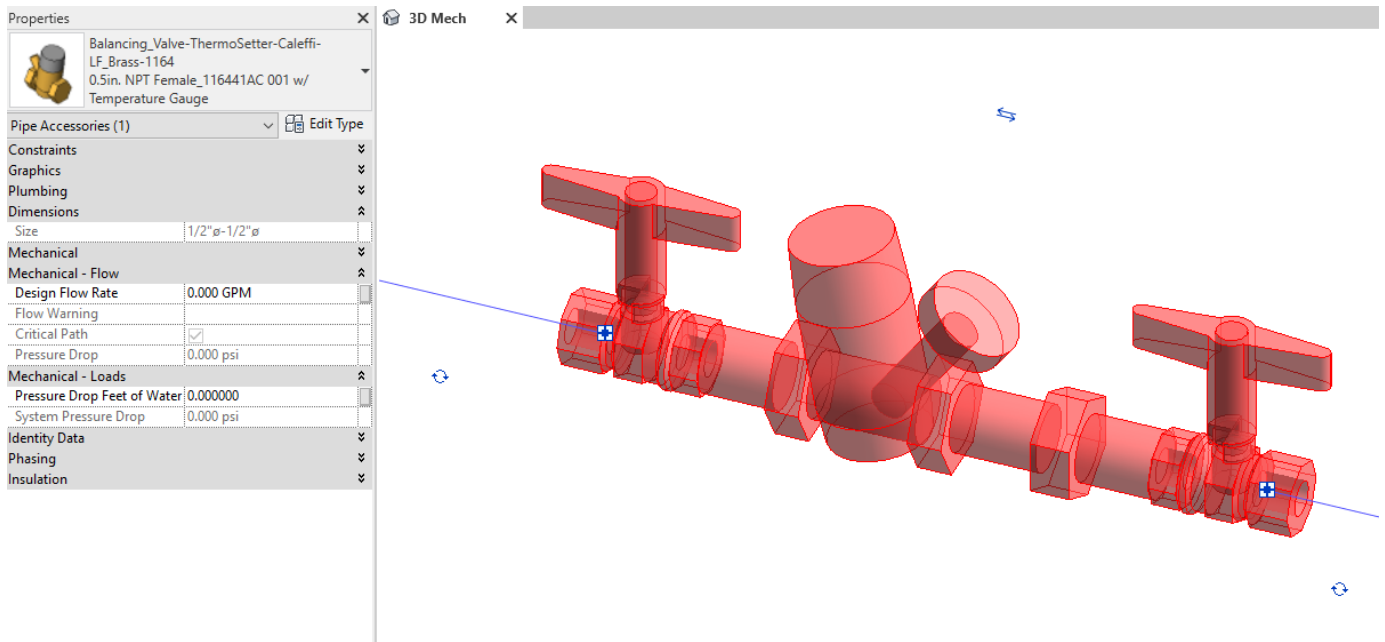 Properties
3D Mech
Balancing_Valve-ThermoSetter-Caleffi-
LF_Brass-1164
0.5in. NPT Female_116441AC 001 w/
Temperature Gauge
Pipe Accessories (1)
Edit Type
Constraints
Graphics
Plumbing
Dimensions
Size 1/2"ø-1/2"ø
Mechanical
Mechanical - Flow
Design Flow Rate 0.000 GPM
Flow Warning
Critical Path
Pressure Drop 0.000 psi
Mechanical - Loads
Pressure Drop Feet of Water 0.000000
System Pressure Drop 0.000 psi
Identity Data
Phasing
Insulation